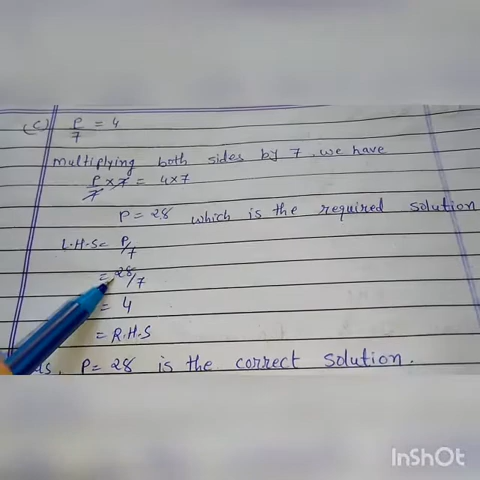 (c) P/7 = 4
Multiplying both sides by 7, we have
P/7 × 7 = 4×7
P = 28 which is the required solution
L.H.S = P/7
= 28/7
= 4
= R.H.S
us, P = 28 is the correct solution.
InShOt